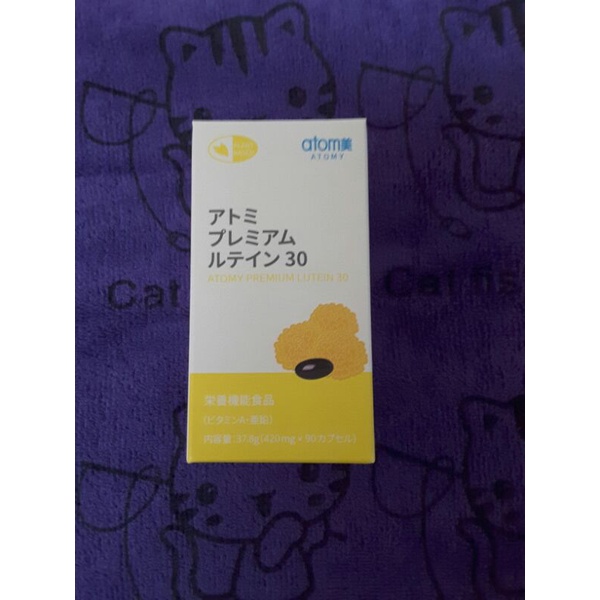 PLANT
atom美
ATOMY
アトミ
プレミアム
ルテイン 30
ATOMY PREMIUM LUTEIN 30
栄養機能食品
(ビタミンA・亜鉛)
内容量:37.8g(420mg × 90カプセル)
Cat